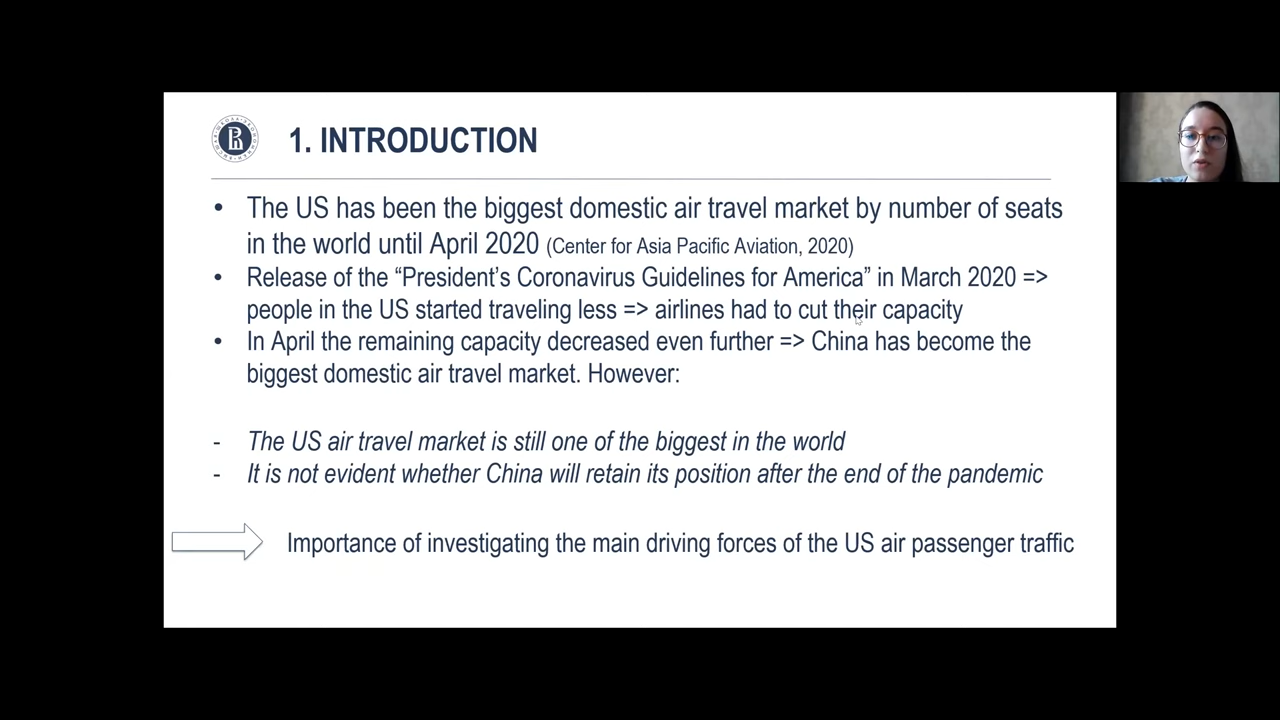 1. INTRODUCTION
• The US has been the biggest domestic air travel market by number of seats
in the world until April 2020 (Center for Asia Pacific Aviation, 2020)
• Release of the “President’s Coronavirus Guidelines for America” in March 2020 =>
people in the US started traveling less => airlines had to cut their capacity
• In April the remaining capacity decreased even further => China has become the
biggest domestic air travel market. However:
- The US air travel market is still one of the biggest in the world
- It is not evident whether China will retain its position after the end of the pandemic
Importance of investigating the main driving forces of the US air passenger traffic